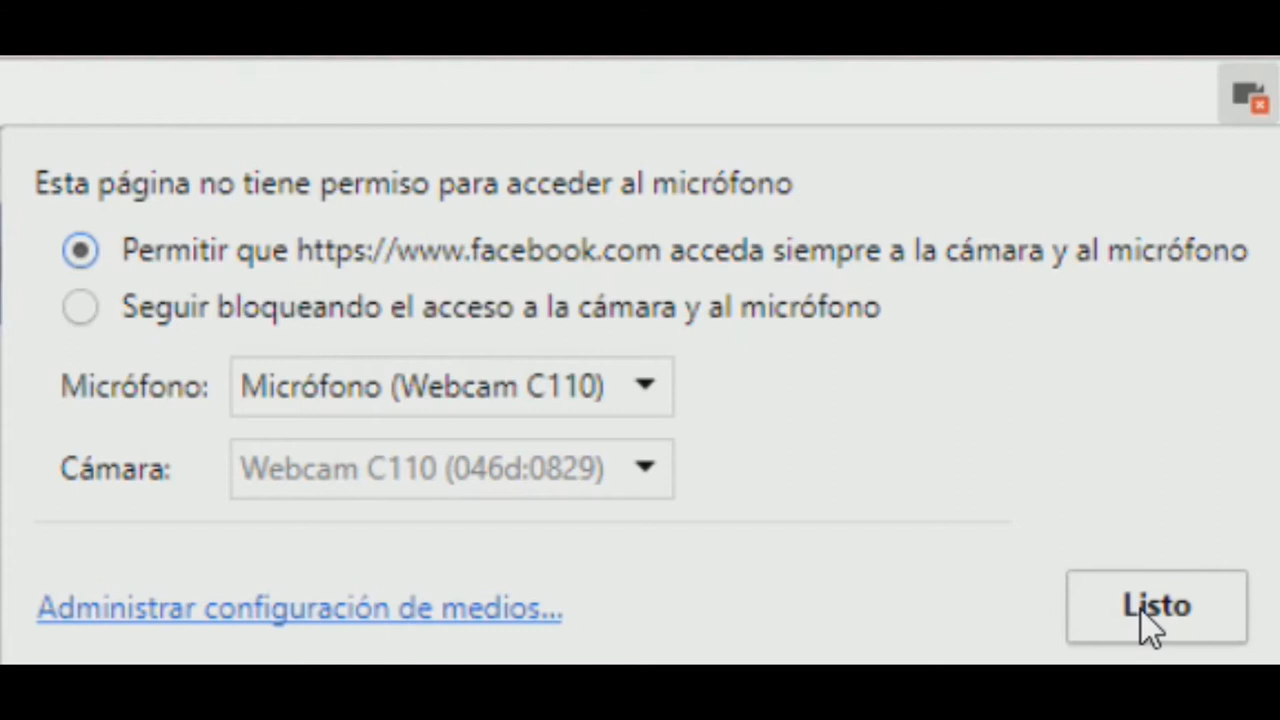 Esta página no tiene permiso para acceder al micrófono
Permitir que https://www.facebook.com acceda siempre a la cámara y al micrófono
Seguir bloqueando el acceso a la cámara y al micrófono
Micrófono: Micrófono (Webcam C110)
Cámara: Webcam C110 (046d:0829)
Administrar configuración de medios...
Listo